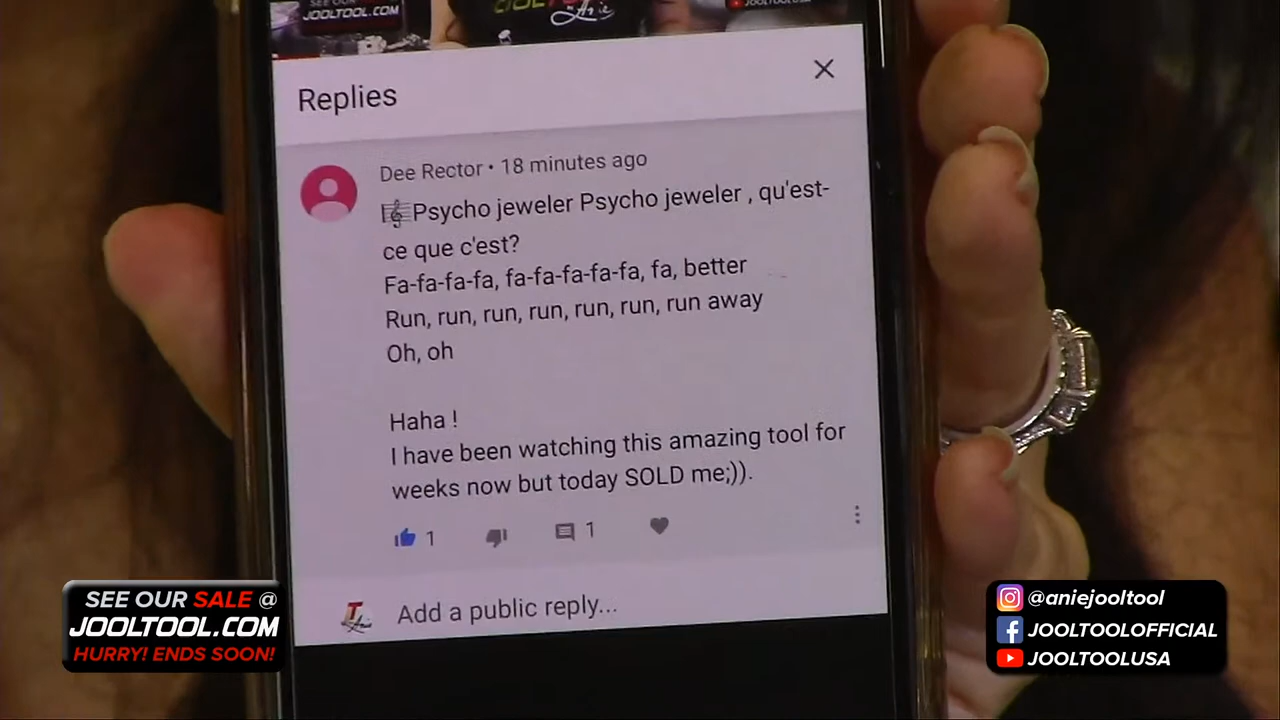 SEE OUR
JOOLTOOL.COM
Replies
Dee Rector • 18 minutes ago
🎼Psycho jeweler Psycho jeweler , qu'est-
ce que c'est?
Fa-fa-fa-fa, fa-fa-fa-fa-fa, fa, better
Run, run, run, run, run, run, run away
Oh, oh
Haha !
I have been watching this amazing tool for
weeks now but today SOLD me;)).
1
1
Add a public reply...
SEE OUR SALE @
JOOLTOOL.COM
HURRY! ENDS SOON!
@aniejooltool
JOOLTOOLOFFICIAL
JOOLTOOLUSA